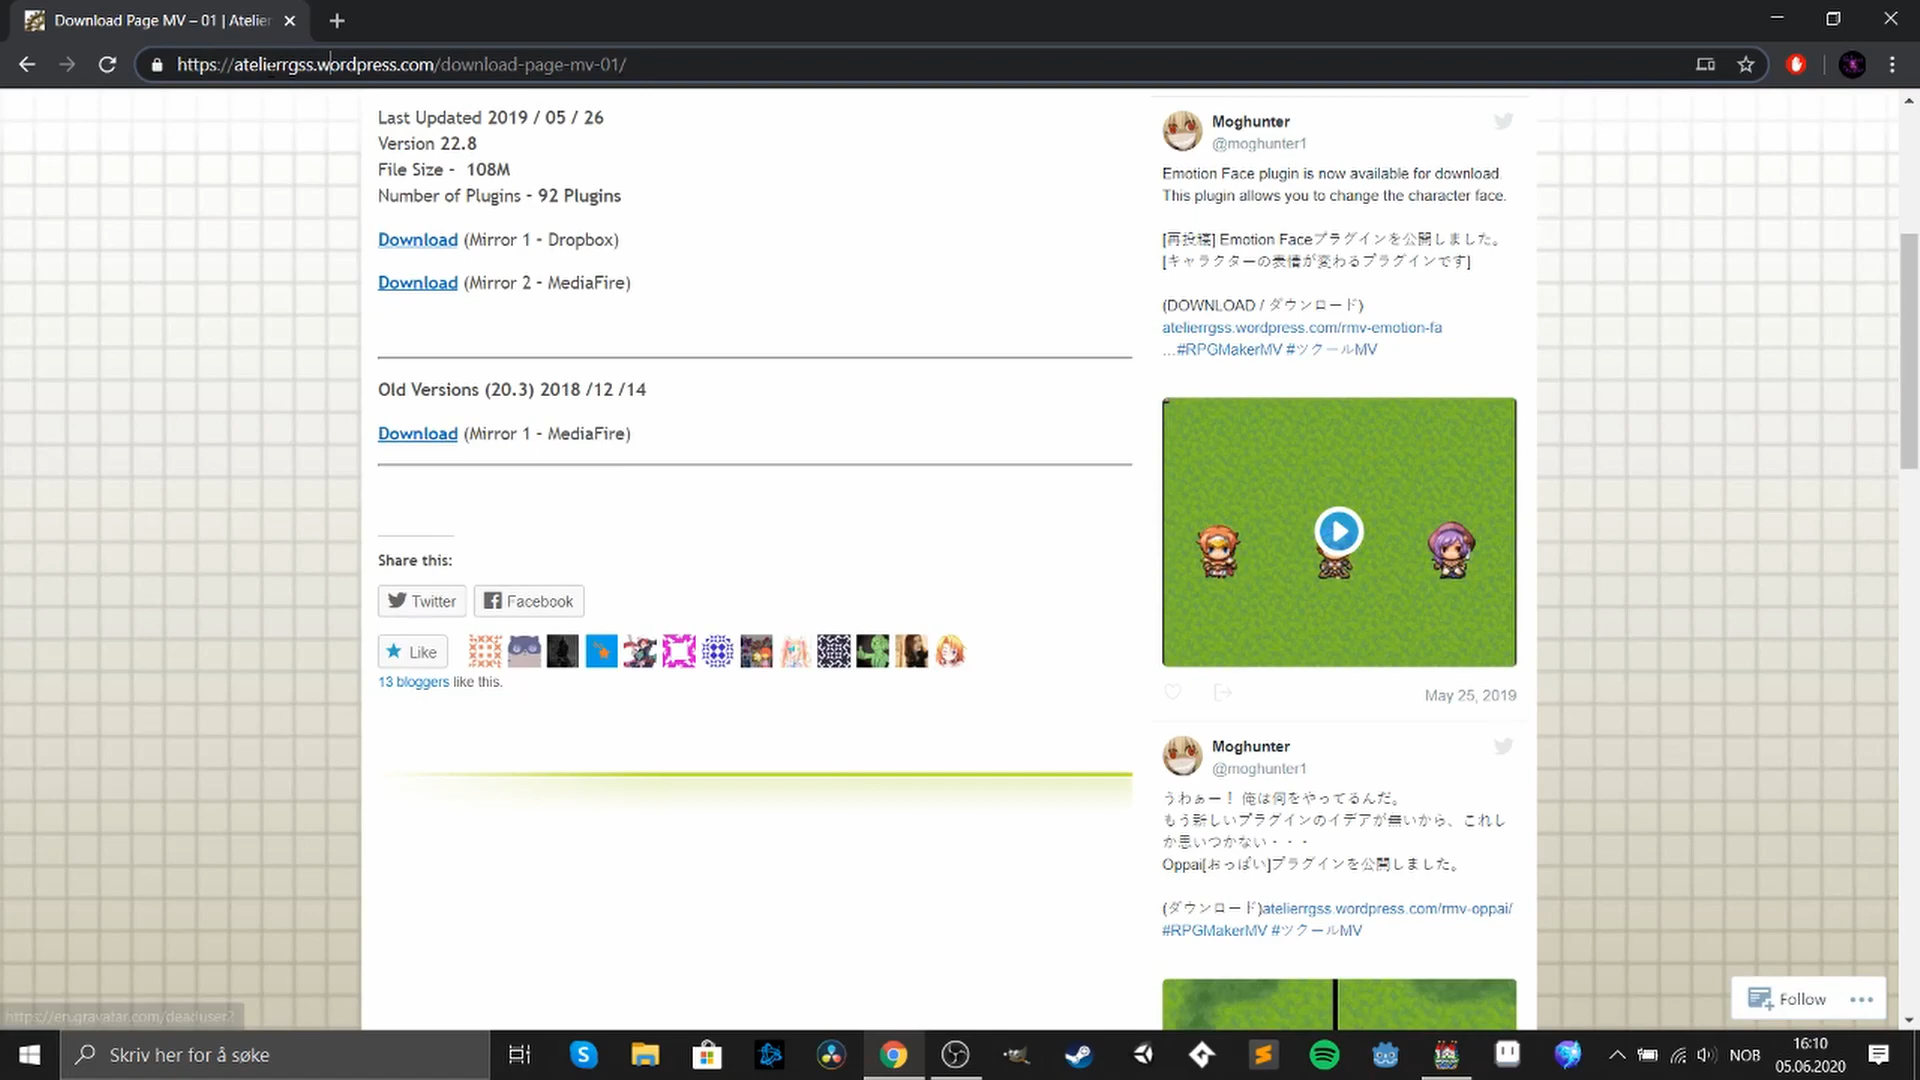 Download Page MV – 01 | Atelier
https://atelierrgss.wordpress.com/download-page-mv-01/
Last Updated 2019 / 05 / 26
Version 22.8
File Size -  108M
Number of Plugins - 92 Plugins
Download (Mirror 1 - Dropbox)
Download (Mirror 2 - MediaFire)
Old Versions (20.3) 2018 /12 /14
Download (Mirror 1 - MediaFire)
Share this:
Twitter
Facebook
Like
13 bloggers like this.
Moghunter
@moghunter1
Emotion Face plugin is now available for download.
This plugin allows you to change the character face.
[再投稿] Emotion Faceプラグインを公開しました。
[キャラクターの表情が変わるプラグインです]
(DOWNLOAD / ダウンロード)
atelierrgss.wordpress.com/rmv-emotion-fa
…#RPGMakerMV #ツクールMV
May 25, 2019
Moghunter
@moghunter1
うわぁー！ 俺は何をやってるんだ。
もう新しいプラグインのイデアが無いから、これし
か思いつかない・・・
Oppai[おっぱい]プラグインを公開しました。
(ダウンロード)atelierrgss.wordpress.com/rmv-oppai/
#RPGMakerMV #ツクールMV
Follow
https://en.gravatar.com/deaduser2
Skriv her for å søke
NOB
16:10
05.06.2020